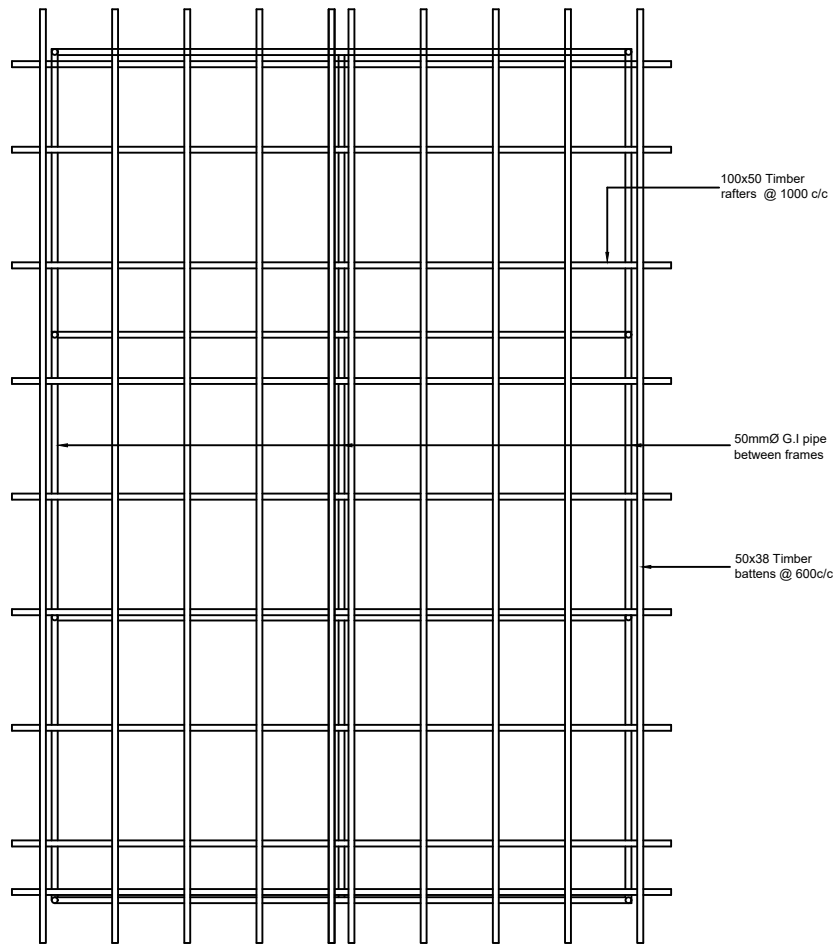 100x50 Timber
rafters @ 1000 c/c
50mmØ G.I pipe
between frames
50x38 Timber
battens @ 600c/c